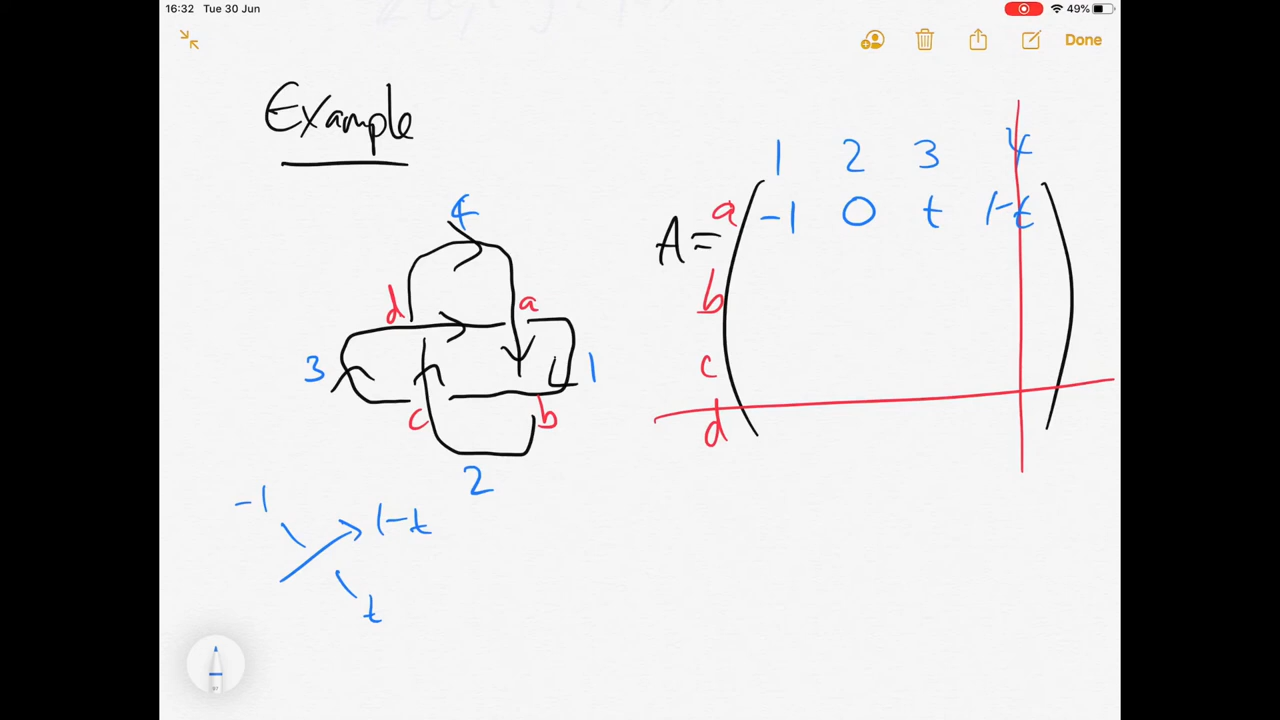 16:32 Tue 30 Jun
49%
Done
Example
1 2 3 4
A= a -1 0 t 1-t
b
c
d
4
d a
3 1
c b
2
-1 1-t
t